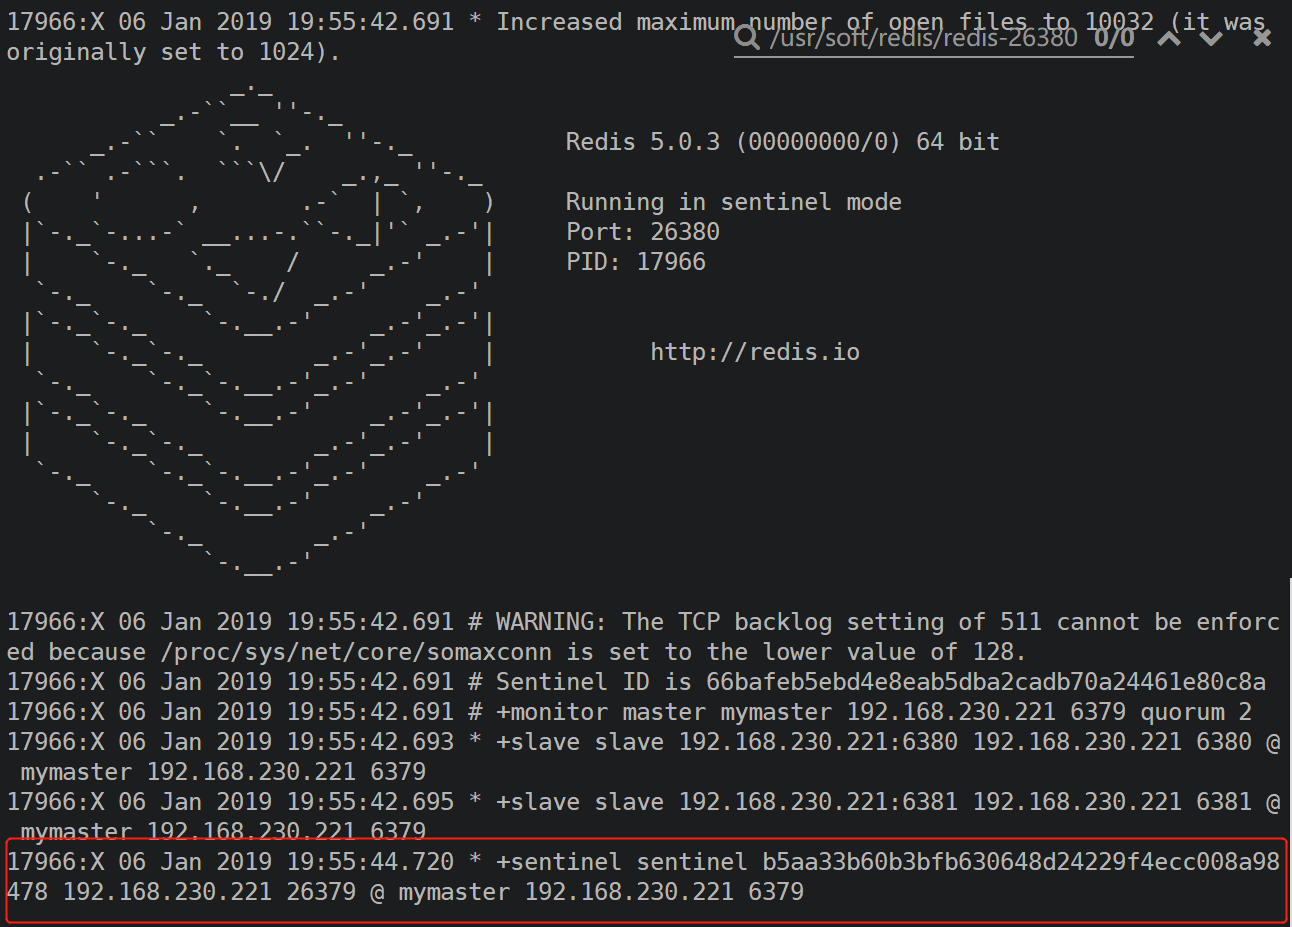 17966:X 06 Jan 2019 19:55:42.691 * Increased maximum number of open files to 10032 (it was
originally set to 1024).
/usr/soft/redis/redis-26380 0/0
Redis 5.0.3 (00000000/0) 64 bit
Running in sentinel mode
Port: 26380
PID: 17966
http://redis.io
17966:X 06 Jan 2019 19:55:42.691 # WARNING: The TCP backlog setting of 511 cannot be enforc
ed because /proc/sys/net/core/somaxconn is set to the lower value of 128.
17966:X 06 Jan 2019 19:55:42.691 # Sentinel ID is 66bafeb5ebd4e8eab5dba2cadb70a24461e80c8a
17966:X 06 Jan 2019 19:55:42.691 # +monitor master mymaster 192.168.230.221 6379 quorum 2
17966:X 06 Jan 2019 19:55:42.693 * +slave slave 192.168.230.221:6380 192.168.230.221 6380 @
mymaster 192.168.230.221 6379
17966:X 06 Jan 2019 19:55:42.695 * +slave slave 192.168.230.221:6381 192.168.230.221 6381 @
mymaster 192.168.230.221 6379
17966:X 06 Jan 2019 19:55:44.720 * +sentinel sentinel b5aa33b60b3bfb630648d24229f4ecc008a98
478 192.168.230.221 26379 @ mymaster 192.168.230.221 6379